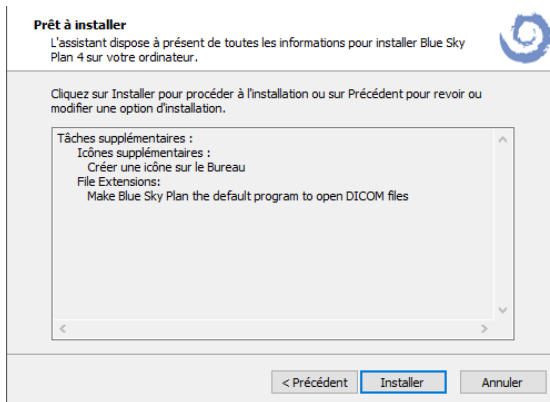 Prêt à installer
L'assistant dispose à présent de toutes les informations pour installer Blue Sky
Plan 4 sur votre ordinateur.
Cliquez sur Installer pour procéder à l'installation ou sur Précédent pour revoir ou
modifier une option d'installation.
Tâches supplémentaires :
Icônes supplémentaires :
Créer une icône sur le Bureau
File Extensions:
Make Blue Sky Plan the default program to open DICOM files
< Précédent Installer Annuler